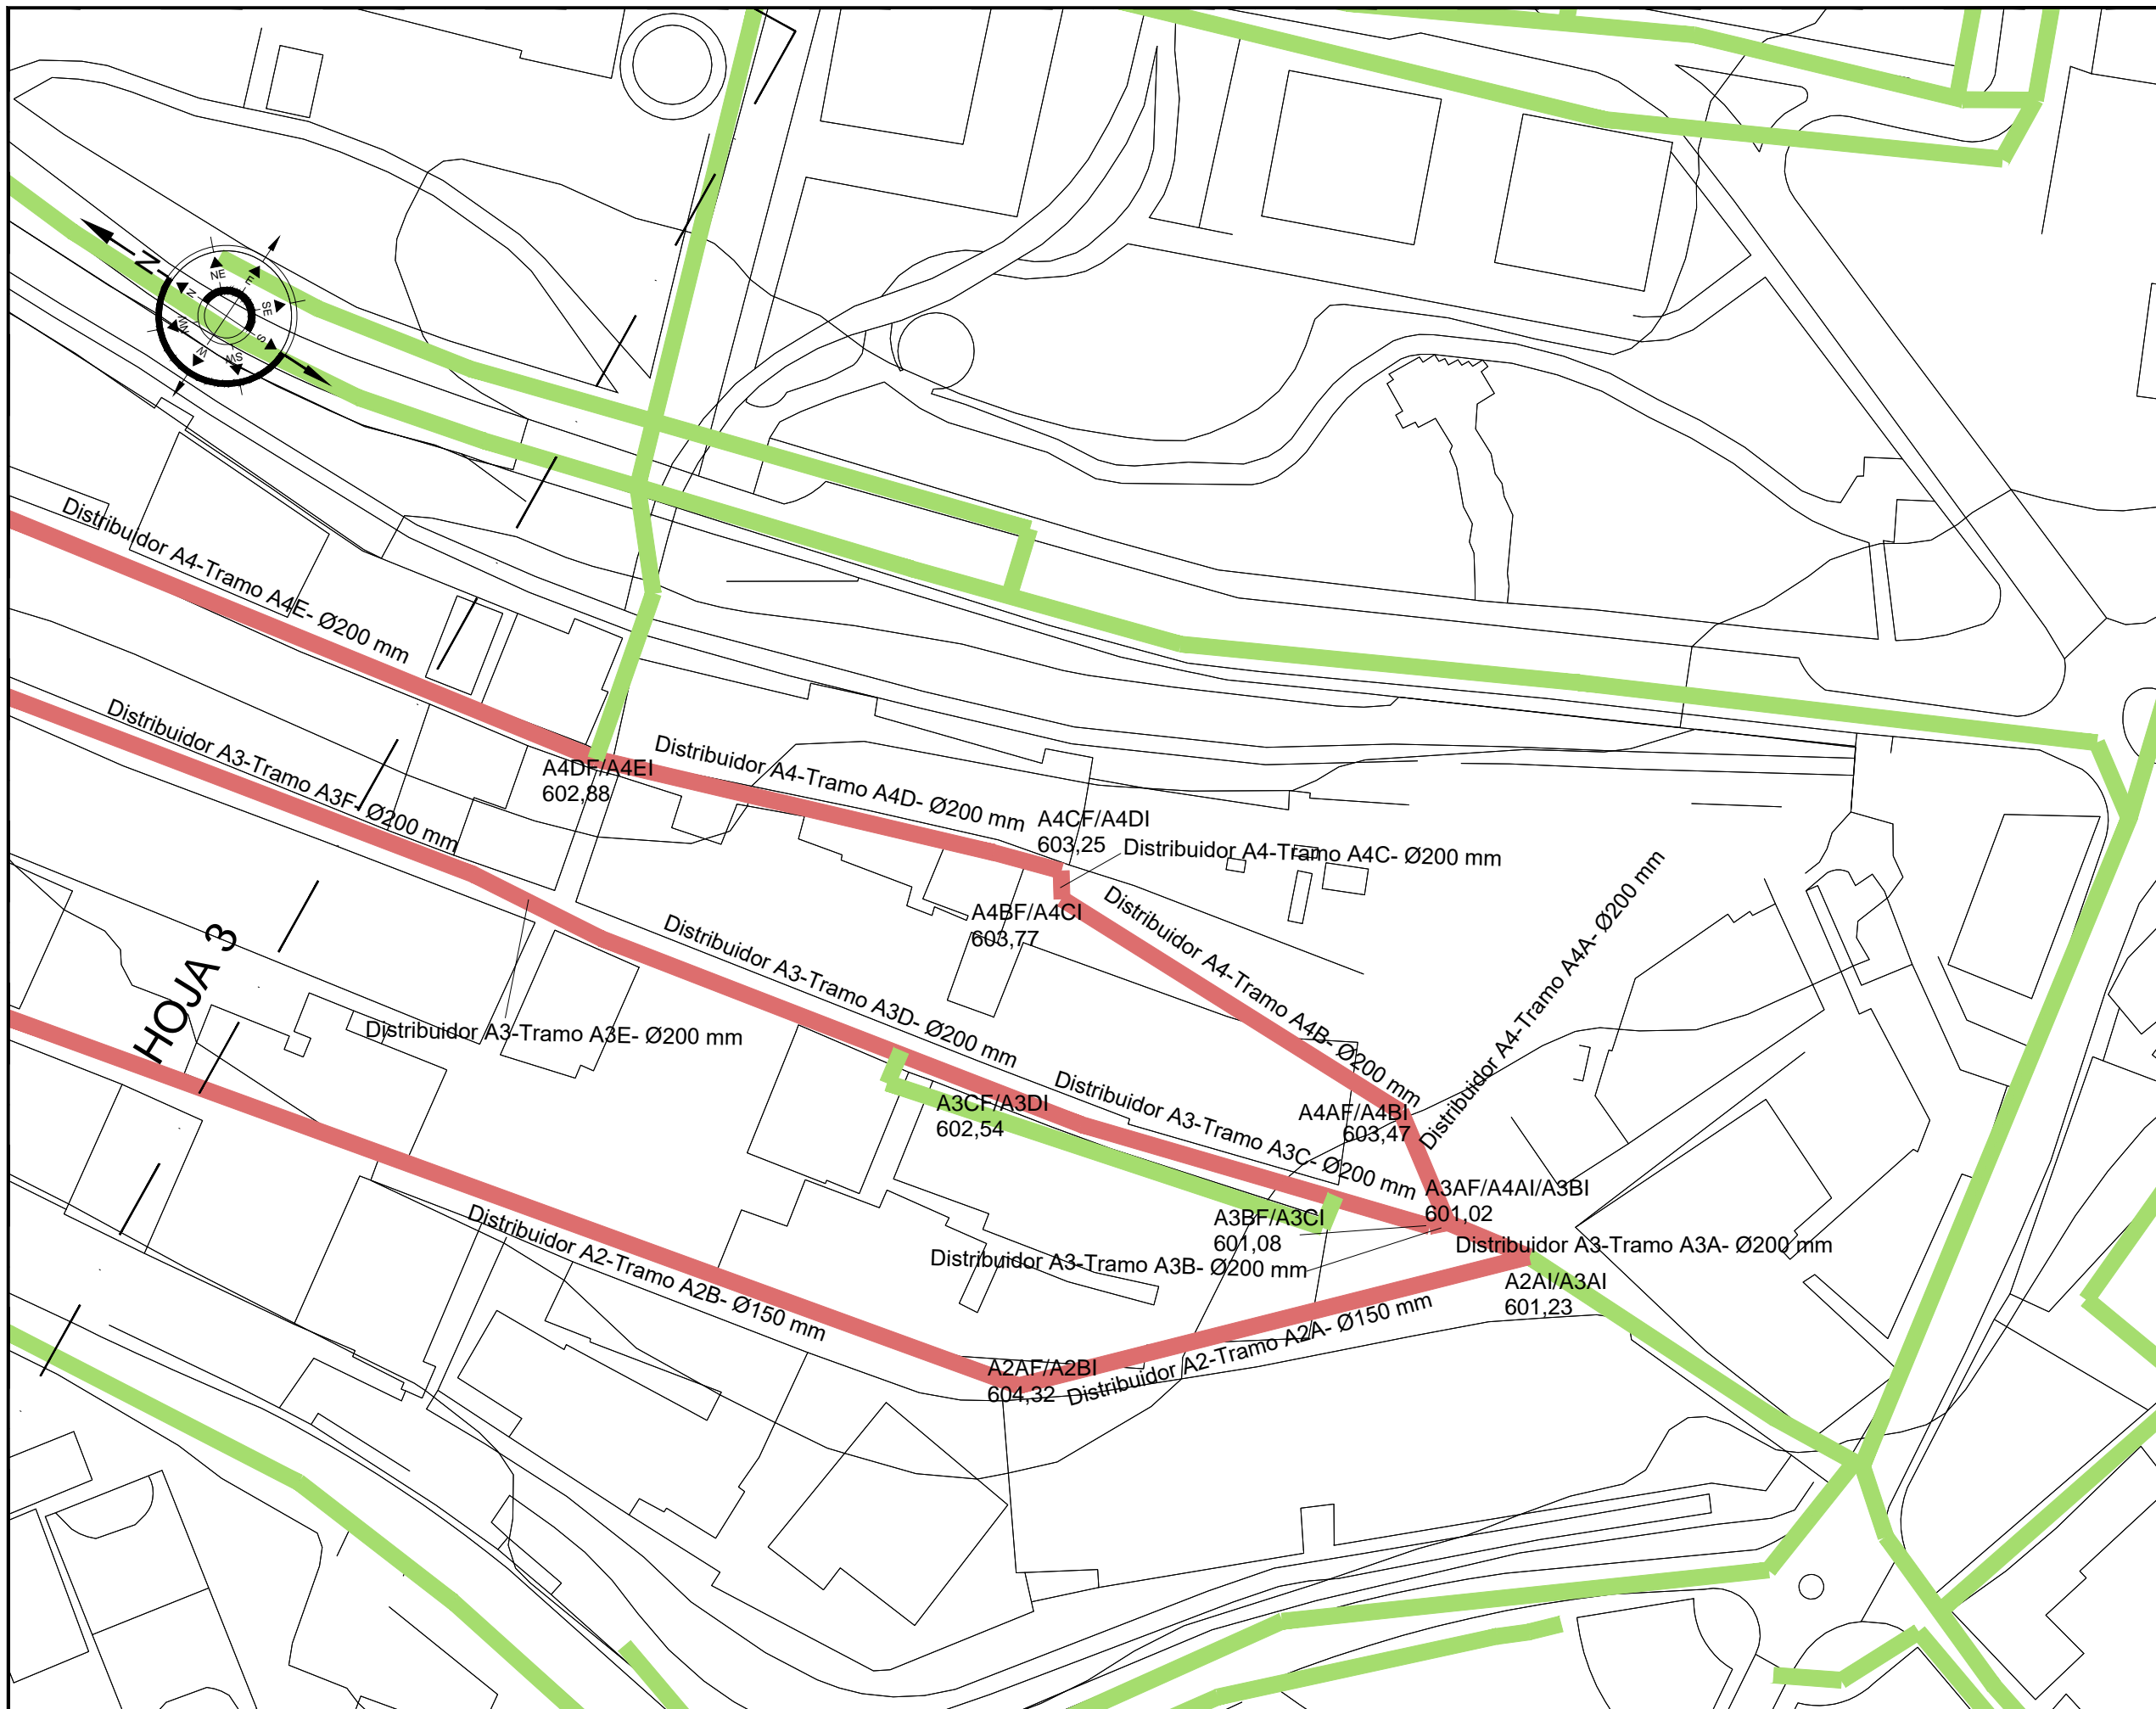 N
NE
E
SE
S
SW
W
NW
N
Distribuidor A4-Tramo A4E- Ø200 mm
Distribuidor A3-Tramo A3F- Ø200 mm
A4DF/A4EI
602,88
Distribuidor A4-Tramo A4D- Ø200 mm
A4CF/A4DI
603,25
Distribuidor A4-Tramo A4C- Ø200 mm
A4BF/A4CI
603,77
Distribuidor A4-Tramo A4B- Ø200 mm
Distribuidor A4-Tramo A4A- Ø200 mm
HOJA 3
Distribuidor A3-Tramo A3E- Ø200 mm
Distribuidor A3-Tramo A3D- Ø200 mm
A3CF/A3DI
602,54
Distribuidor A3-Tramo A3C- Ø200 mm
A4AF/A4BI
603,47
A3AF/A4AI/A3BI
601,02
A3BF/A3CI
601,08
Distribuidor A3-Tramo A3B- Ø200 mm
Distribuidor A3-Tramo A3A- Ø200 mm
A2AI/A3AI
601,23
Distribuidor A2-Tramo A2B- Ø150 mm
A2AF/A2BI
604,32
Distribuidor A2-Tramo A2A- Ø150 mm